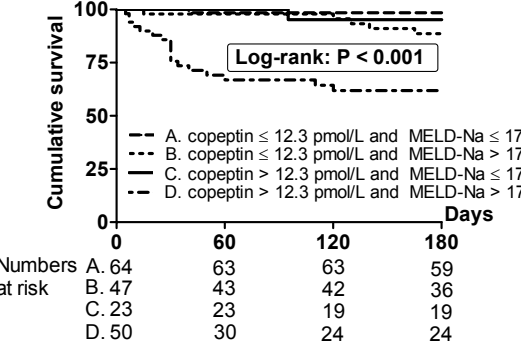 Cumulative survival
100
75
50
25
0
Log-rank: P < 0.001
A. copeptin ≤ 12.3 pmol/L and MELD-Na ≤ 17
B. copeptin ≤ 12.3 pmol/L and MELD-Na > 17
C. copeptin > 12.3 pmol/L and MELD-Na ≤ 17
D. copeptin > 12.3 pmol/L and MELD-Na > 17
Days
0 60 120 180
Numbers at risk
A. 64 63 63 59
B. 47 43 42 36
C. 23 23 19 19
D. 50 30 24 24